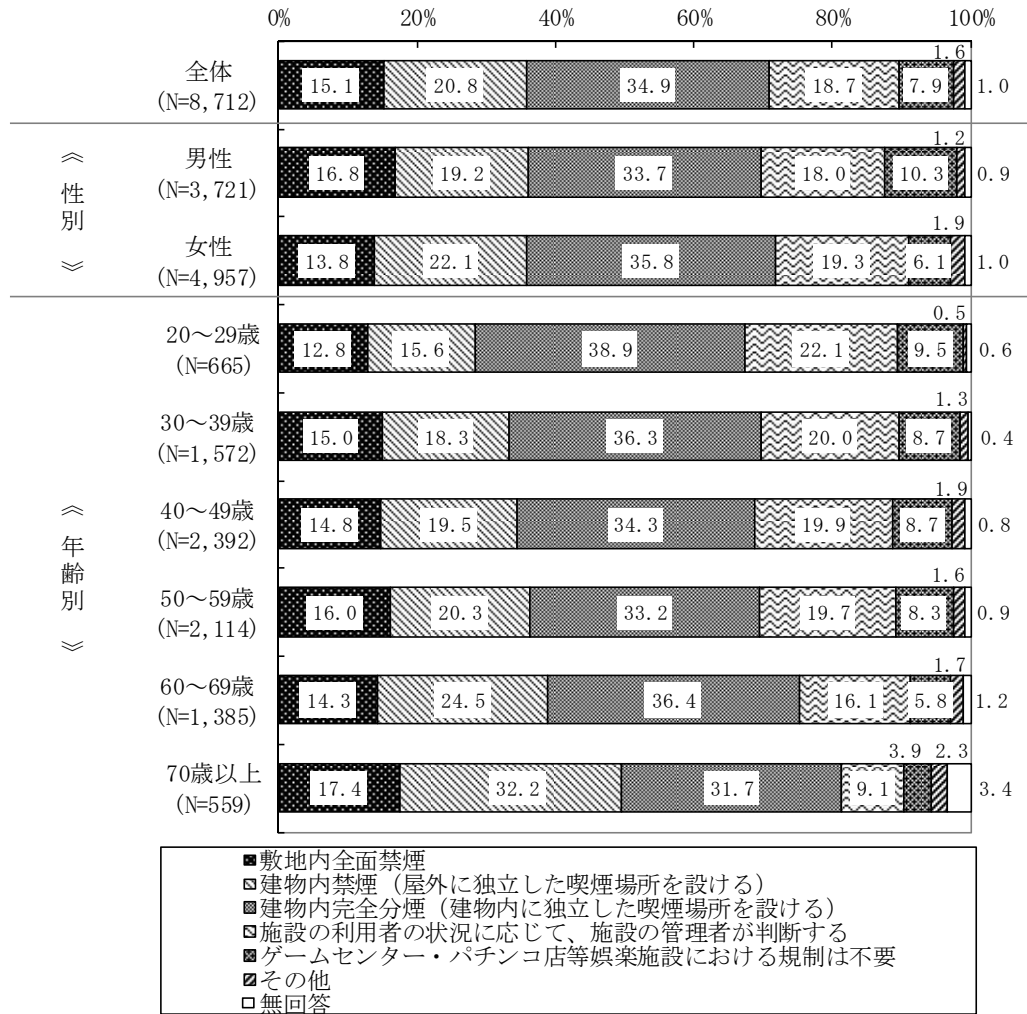 0% 20% 40% 60% 80% 100%
全体
(N=8,712)
15.1 20.8 34.9 18.7 7.9 1.6 1.0
《性別》
男性
(N=3,721)
16.8 19.2 33.7 18.0 10.3 1.2 0.9
女性
(N=4,957)
13.8 22.1 35.8 19.3 6.1 1.9 1.0
《年齢別》
20～29歳
(N=665)
12.8 15.6 38.9 22.1 9.5 0.5 0.6
30～39歳
(N=1,572)
15.0 18.3 36.3 20.0 8.7 1.3 0.4
40～49歳
(N=2,392)
14.8 19.5 34.3 19.9 8.7 1.9 0.8
50～59歳
(N=2,114)
16.0 20.3 33.2 19.7 8.3 1.6 0.9
60～69歳
(N=1,385)
14.3 24.5 36.4 16.1 5.8 1.7 1.2
70歳以上
(N=559)
17.4 32.2 31.7 9.1 3.9 2.3 3.4
敷地内全面禁煙
建物内禁煙（屋外に独立した喫煙場所を設ける）
建物内完全分煙（建物内に独立した喫煙場所を設ける）
施設の利用者の状況に応じて、施設の管理者が判断する
ゲームセンター・パチンコ店等娯楽施設における規制は不要
その他
無回答